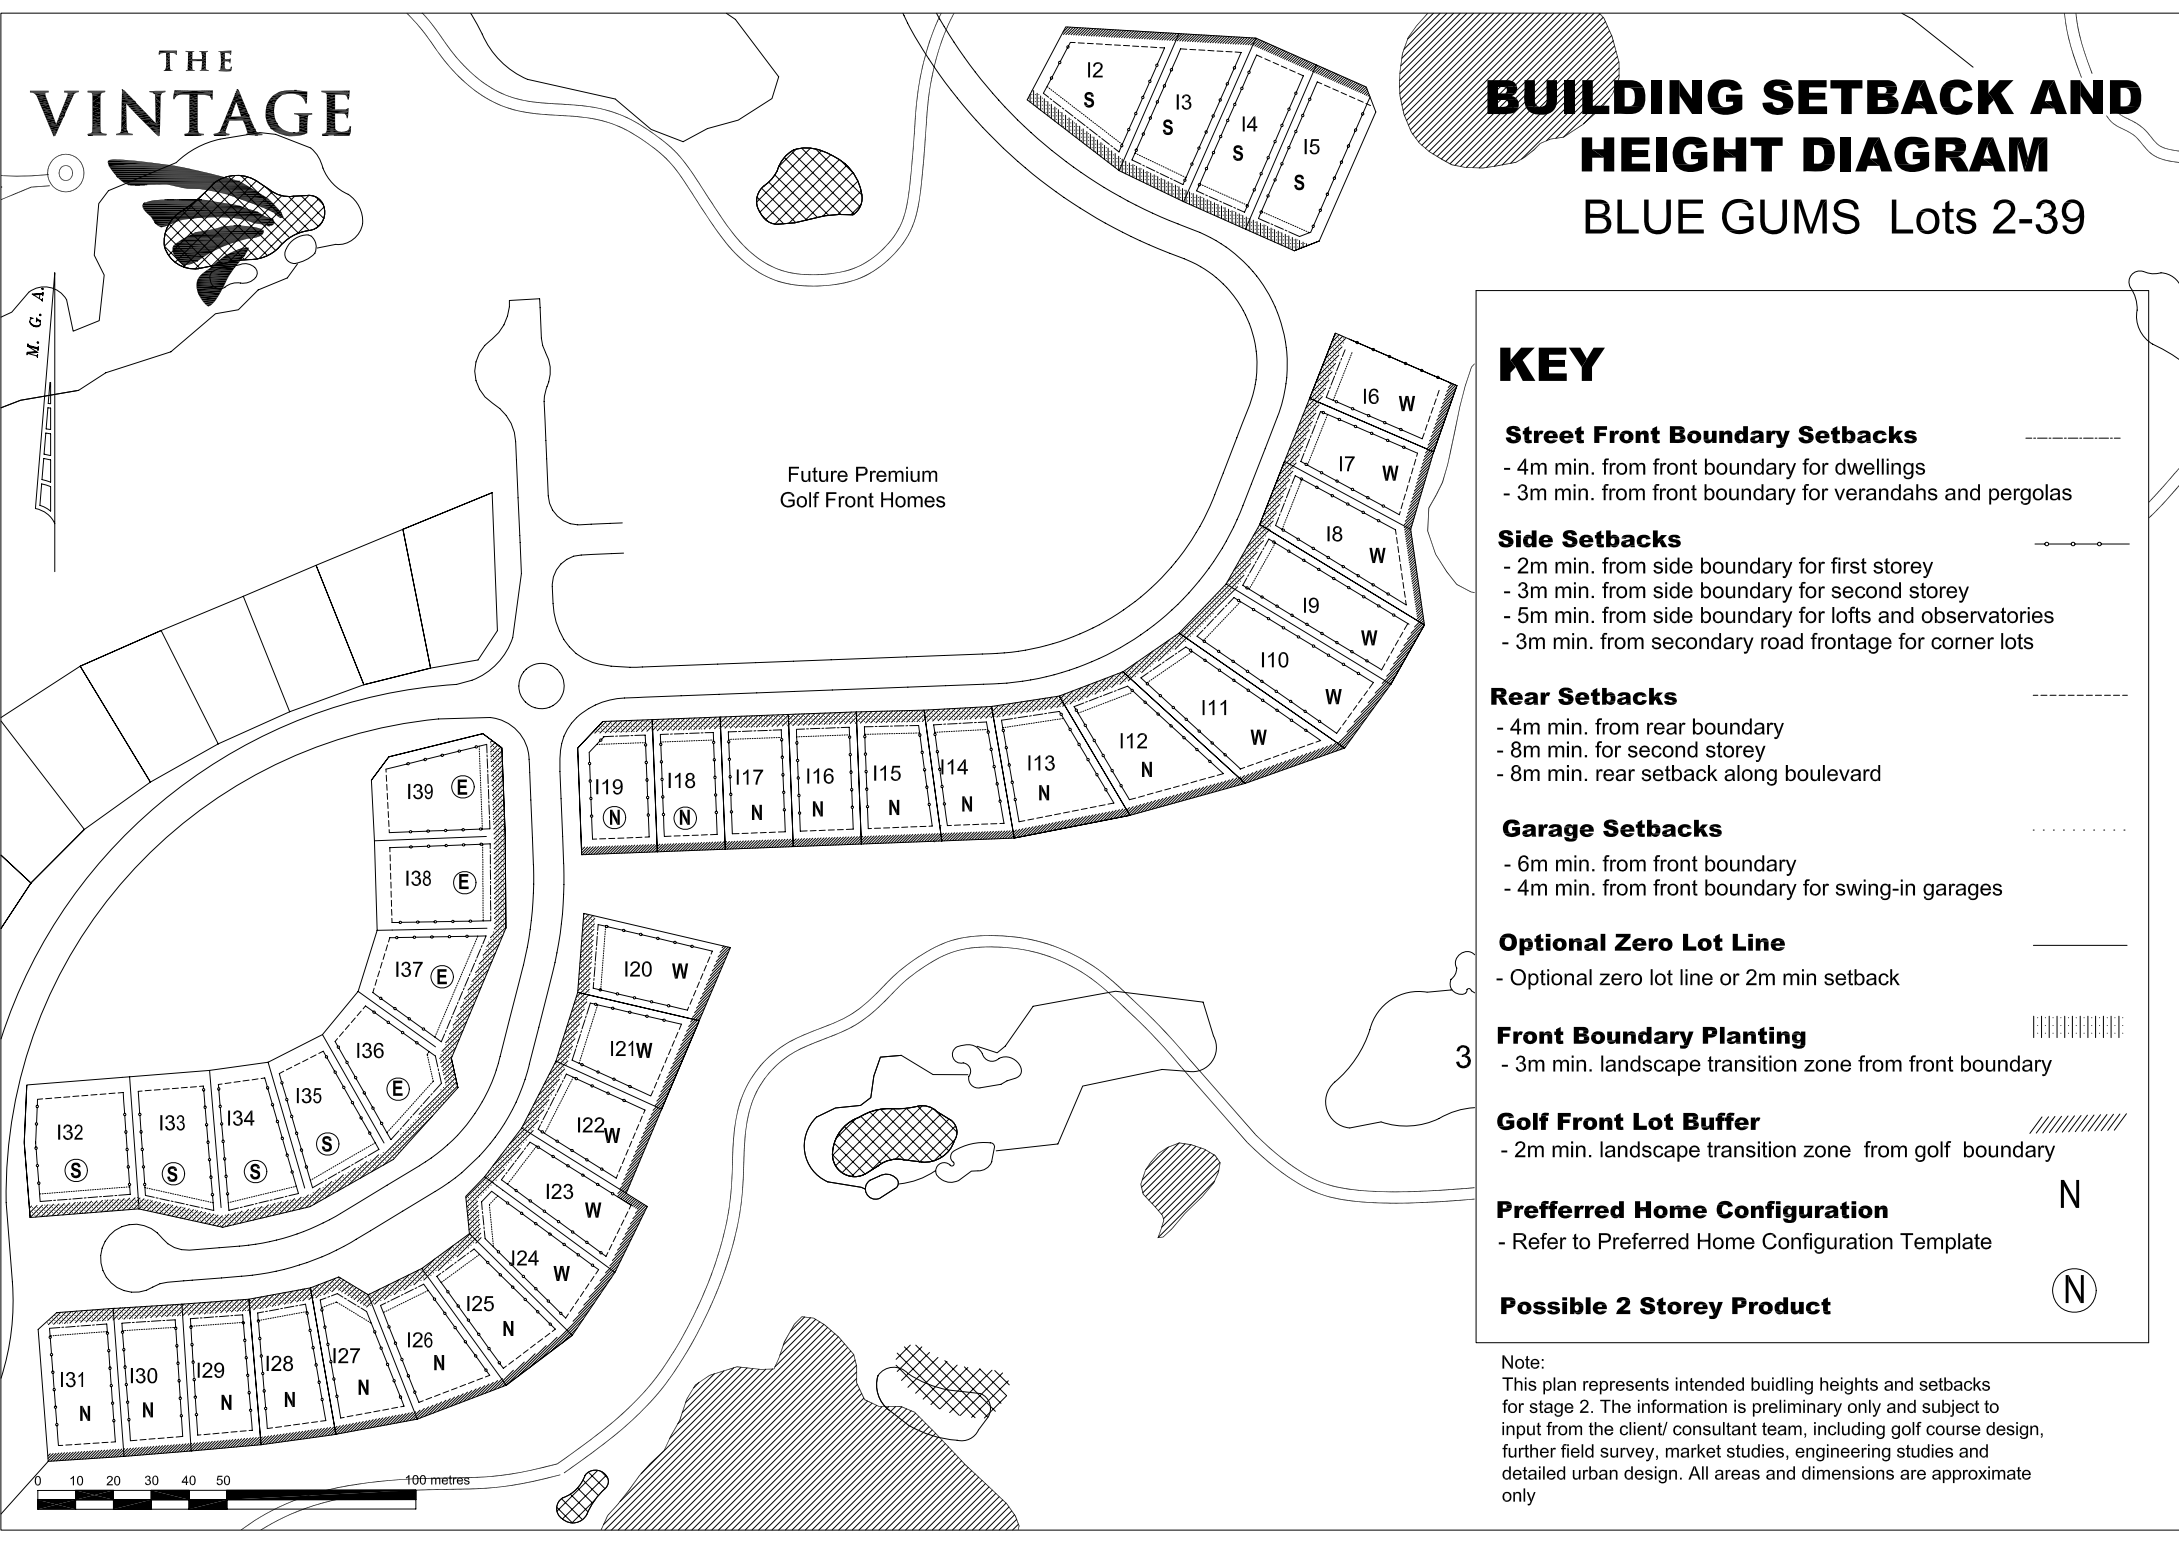 THE
VINTAGE
M. G. A.
BUILDING SETBACK AND
HEIGHT DIAGRAM
BLUE GUMS Lots 2-39
I2
S
I3
S
I4
S
I5
S
I6 W
I7 W
I8
W
I9
W
I10
W
I11
W
I12
N
I13
N
I14
N
I15
N
I16
N
I17
N
I18
N
I19
N
Future Premium
Golf Front Homes
I39 E
I38 E
I37 E
I36
E
I35
S
I34
S
I33
S
I32
S
I20 W
I21W
I22W
I23
W
I24
W
I25
N
I26
N
I27
N
I28
N
I29
N
I30
N
I31
N
3
0 10 20 30 40 50 100 metres
KEY
Street Front Boundary Setbacks
- 4m min. from front boundary for dwellings
- 3m min. from front boundary for verandahs and pergolas
Side Setbacks
- 2m min. from side boundary for first storey
- 3m min. from side boundary for second storey
- 5m min. from side boundary for lofts and observatories
- 3m min. from secondary road frontage for corner lots
Rear Setbacks
- 4m min. from rear boundary
- 8m min. for second storey
- 8m min. rear setback along boulevard
Garage Setbacks
- 6m min. from front boundary
- 4m min. from front boundary for swing-in garages
Optional Zero Lot Line
- Optional zero lot line or 2m min setback
Front Boundary Planting
- 3m min. landscape transition zone from front boundary
Golf Front Lot Buffer
- 2m min. landscape transition zone from golf boundary
Prefferred Home Configuration N
- Refer to Preferred Home Configuration Template
Possible 2 Storey Product N
Note:
This plan represents intended buidling heights and setbacks
for stage 2. The information is preliminary only and subject to
input from the client/ consultant team, including golf course design,
further field survey, market studies, engineering studies and
detailed urban design. All areas and dimensions are approximate
only